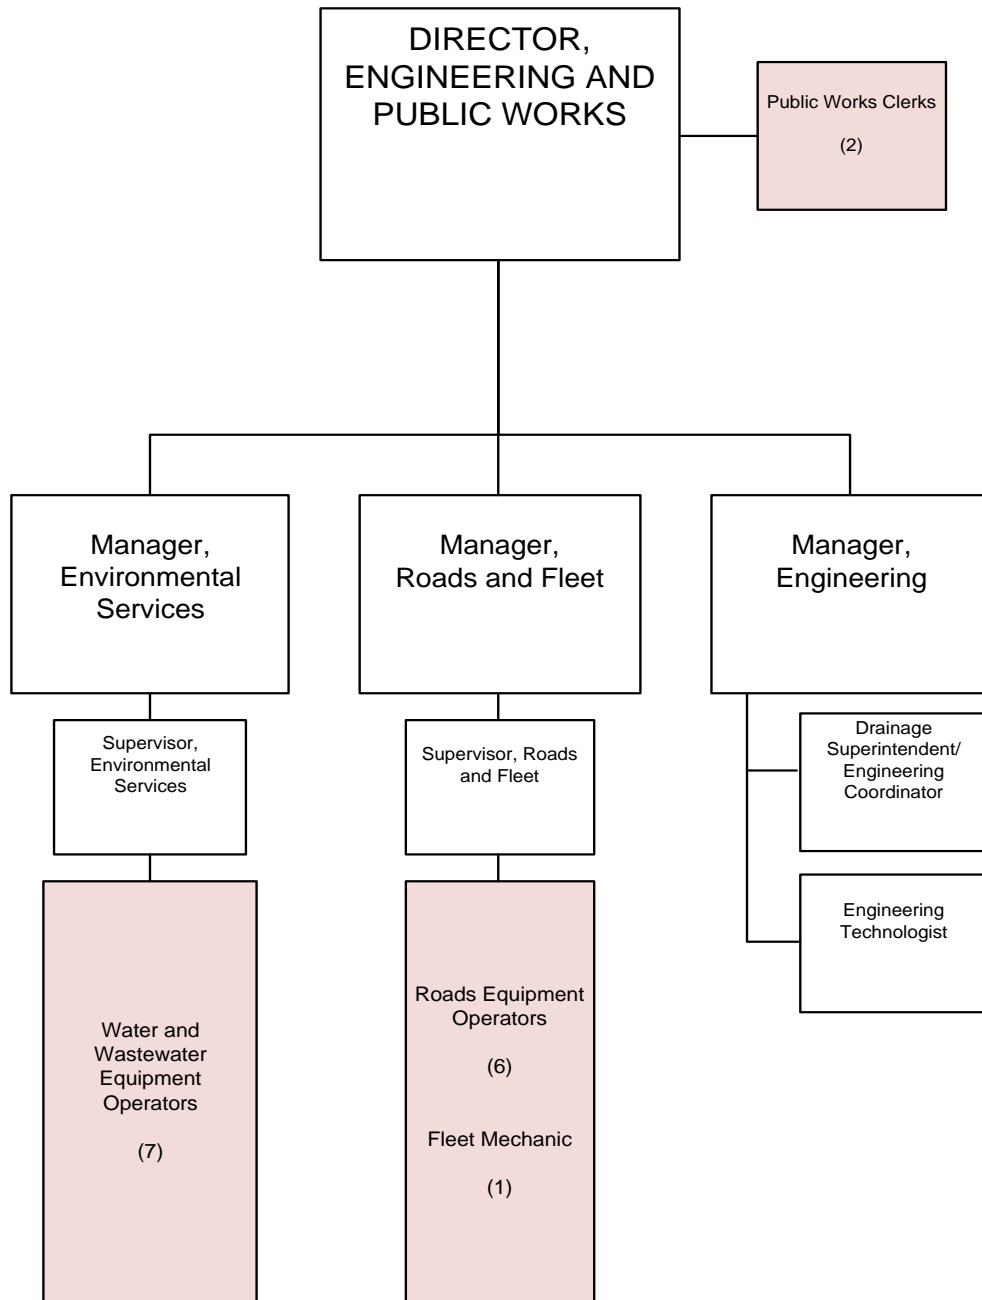 DIRECTOR,
ENGINEERING AND
PUBLIC WORKS
Public Works Clerks
(2)
Manager,
Environmental
Services
Manager,
Roads and Fleet
Manager,
Engineering
Supervisor,
Environmental
Services
Supervisor, Roads
and Fleet
Drainage
Superintendent/
Engineering
Coordinator
Engineering
Technologist
Water and
Wastewater
Equipment
Operators
(7)
Roads Equipment
Operators
(6)
Fleet Mechanic
(1)